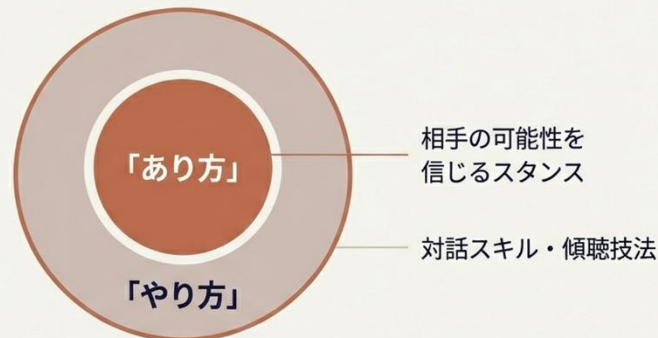 「あり方」
相手の可能性を
信じるスタンス
対話スキル・傾聴技法
「やり方」